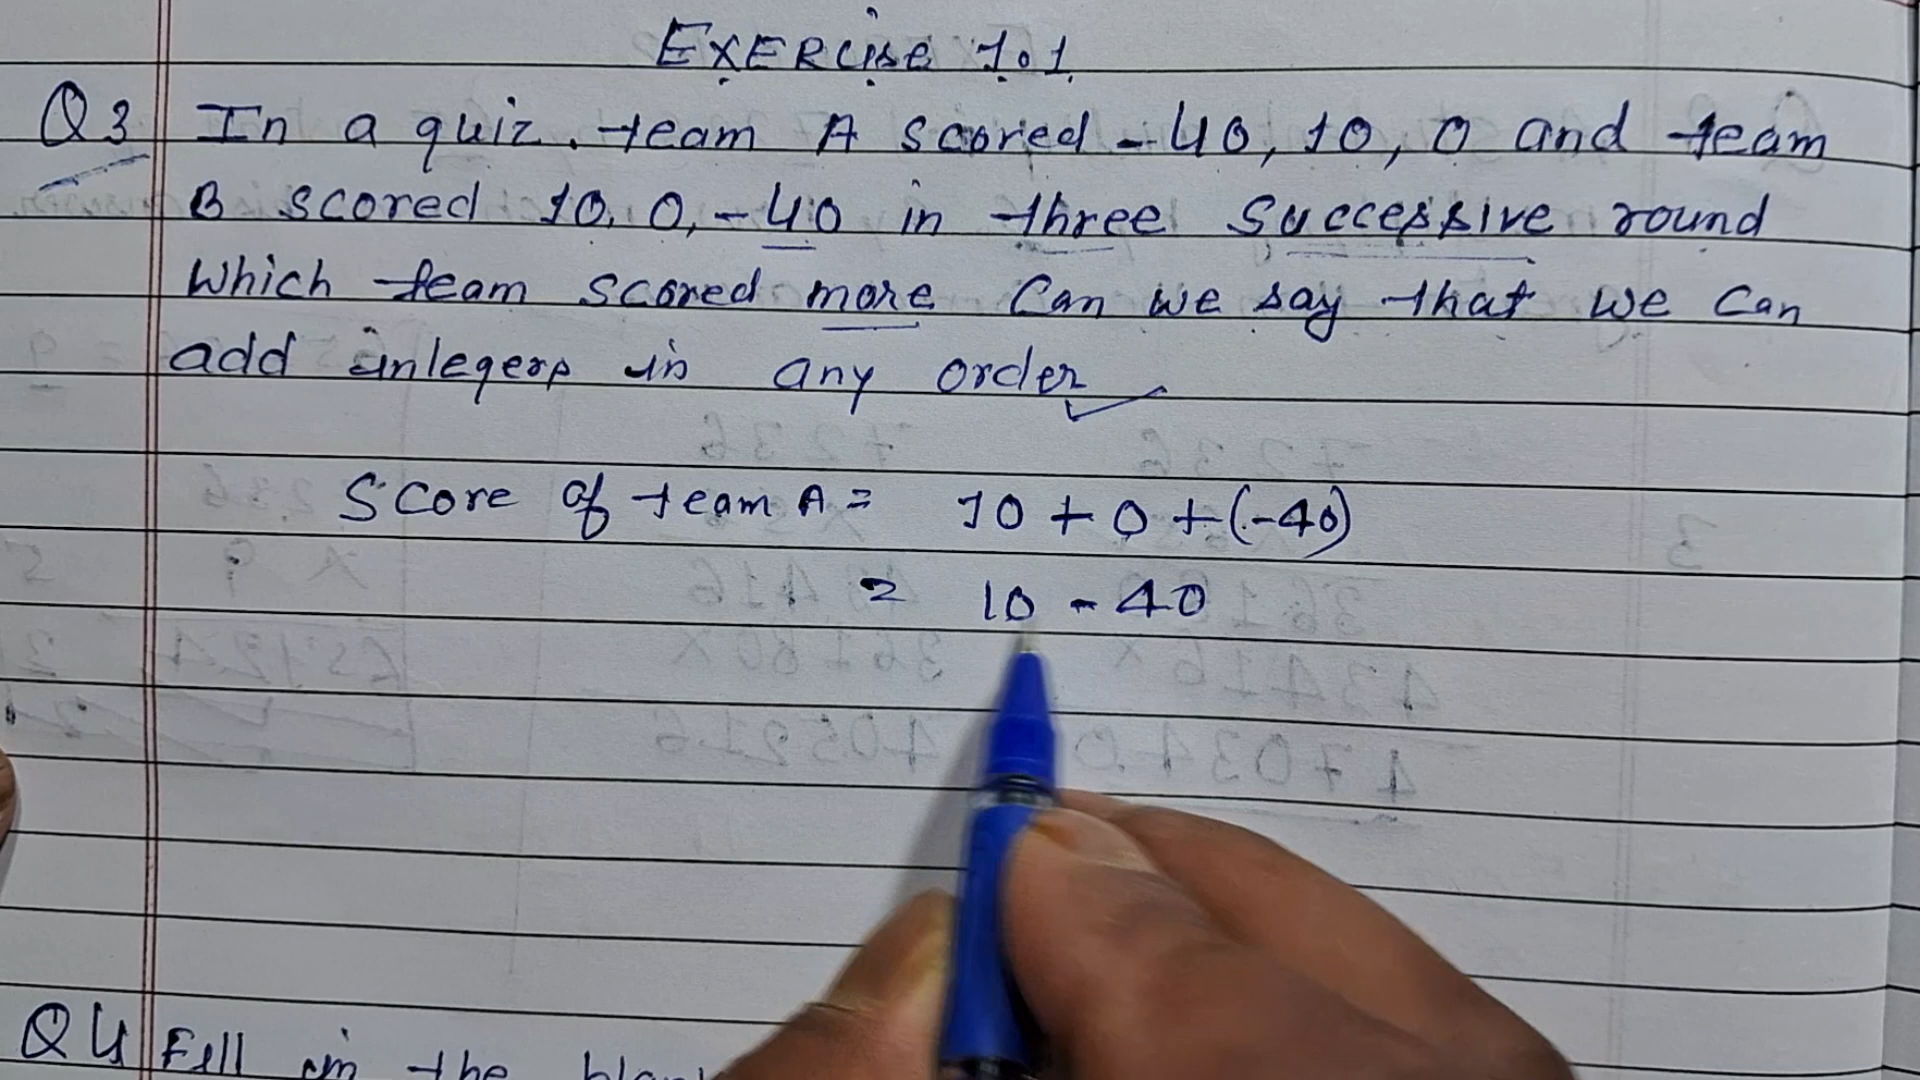 EXERCise 1.1
Q3 In a quiz. team A scored -40, 10, 0 and team
B scored 10, 0, -40 in three successive round
Which team scored more Can we say that we can
add inlegers in any order
Score of team A = 10 + 0 + (-40)
= 10 - 40
Q4 Fill in the